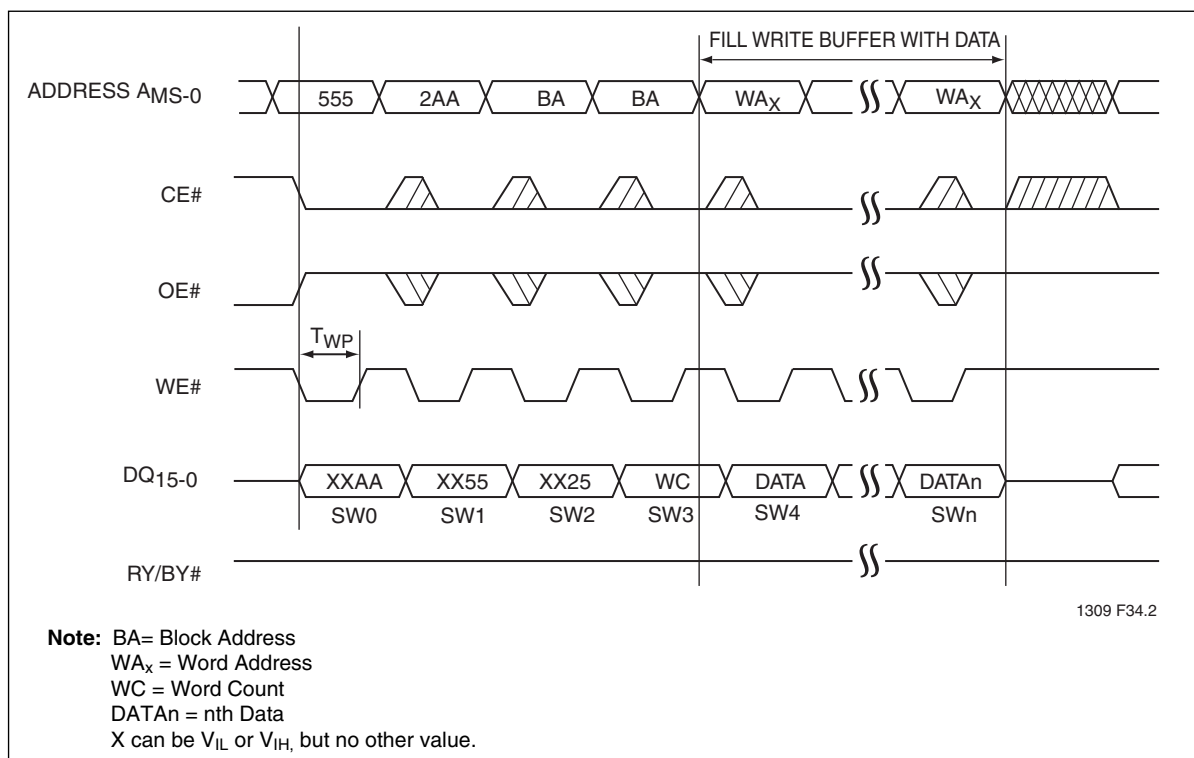 FILL WRITE BUFFER WITH DATA
ADDRESS AMS-0
555 2AA BA BA WAX WAX
CE#
OE#
TWP
WE#
DQ15-0
XXAA XX55 XX25 WC DATA DATAn
SW0 SW1 SW2 SW3 SW4 SWn
RY/BY#
1309 F34.2
Note: BA= Block Address
WAx = Word Address
WC = Word Count
DATAn = nth Data
X can be VIL or VIH, but no other value.